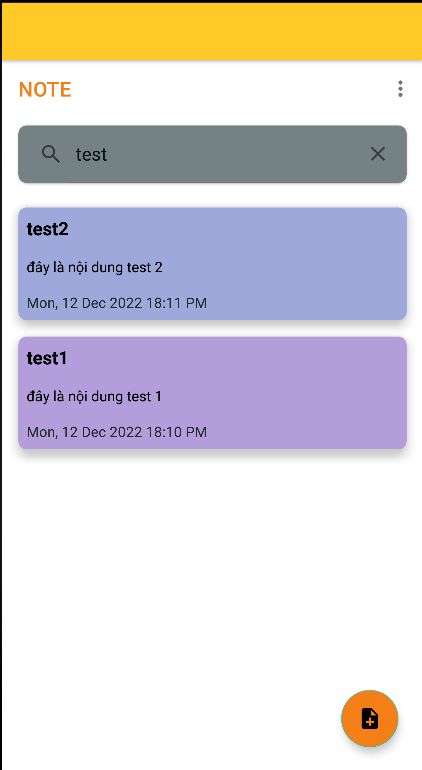 NOTE
test
test2
đây là nội dung test 2
Mon, 12 Dec 2022 18:11 PM
test1
đây là nội dung test 1
Mon, 12 Dec 2022 18:10 PM